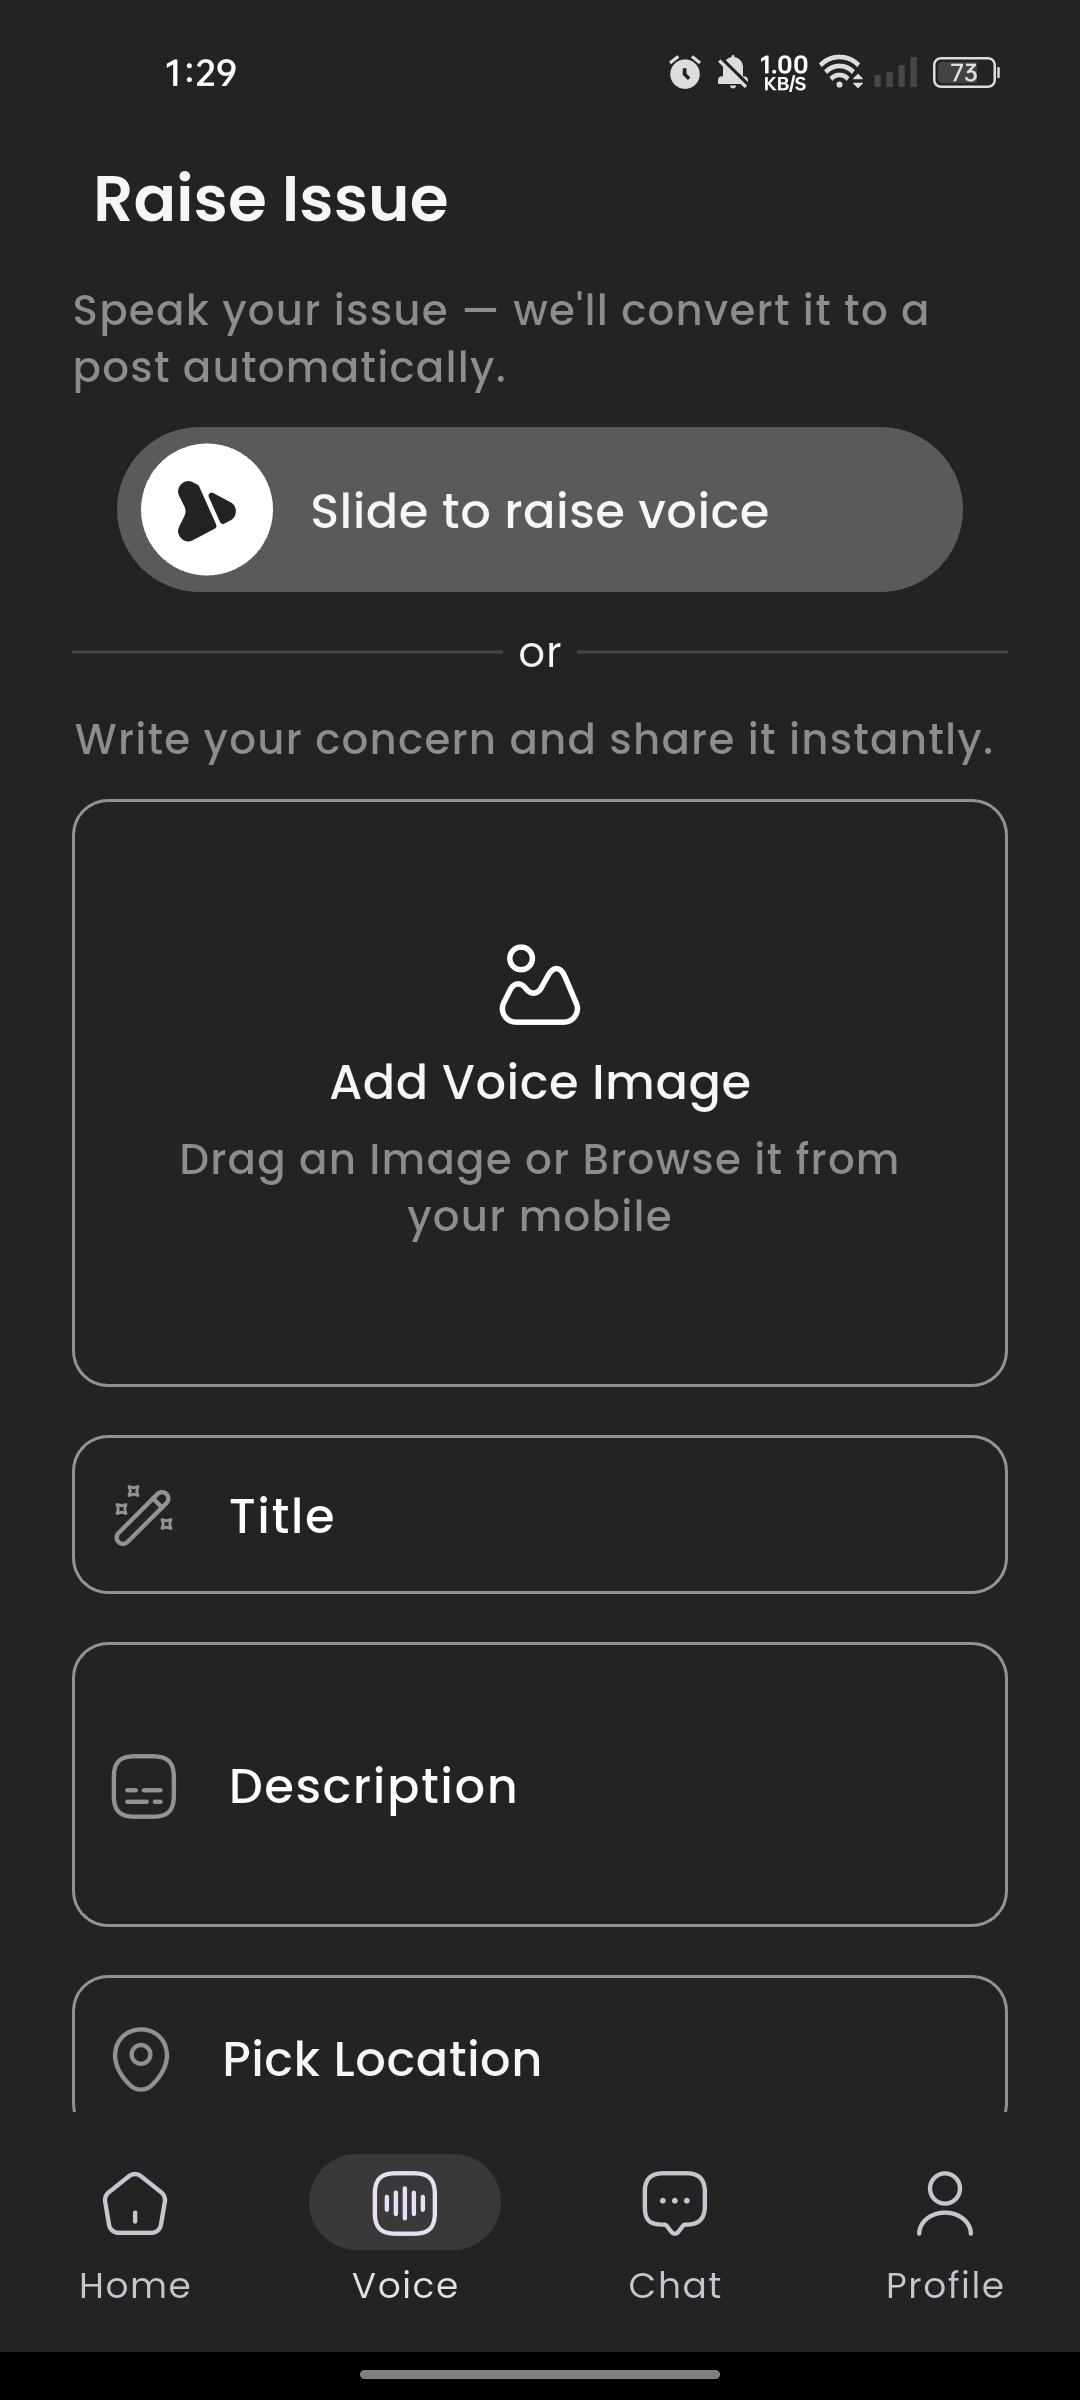 1:29
1.00
KB/S
73
Raise Issue
Speak your issue — we'll convert it to a
post automatically.
Slide to raise voice
or
Write your concern and share it instantly.
Add Voice Image
Drag an Image or Browse it from
your mobile
Title
Description
Pick Location
Home
Voice
Chat
Profile